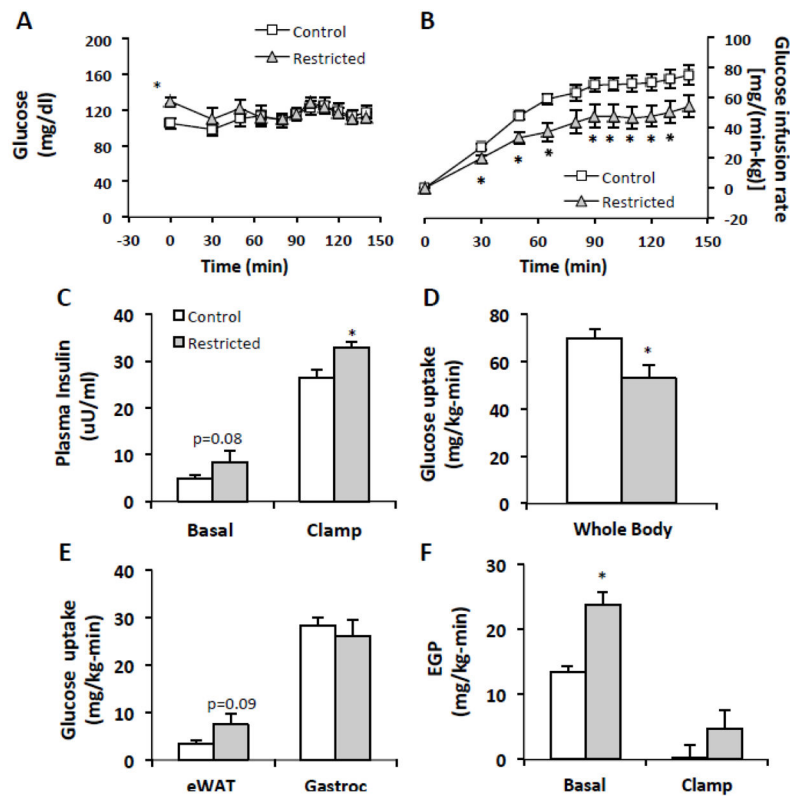 A
Control
Restricted
*
200
160
120
80
40
0
Glucose
(mg/dl)
-30 0 30 60 90 120 150
Time (min)
B
100
80
60
40
20
0
-20
Glucose infusion rate
[mg/(min-kg)]
* * * * * * * *
Control
Restricted
0 30 60 90 120 150
Time (min)
C
Control
Restricted
40
30
20
10
0
Plasma Insulin
(uU/ml)
p=0.08
*
Basal Clamp
D
80
60
40
20
0
Glucose uptake
(mg/kg-min)
*
Whole Body
E
40
30
20
10
0
Glucose uptake
(mg/kg-min)
p=0.09
eWAT Gastroc
F
30
20
10
0
EGP
(mg/kg-min)
*
Basal Clamp